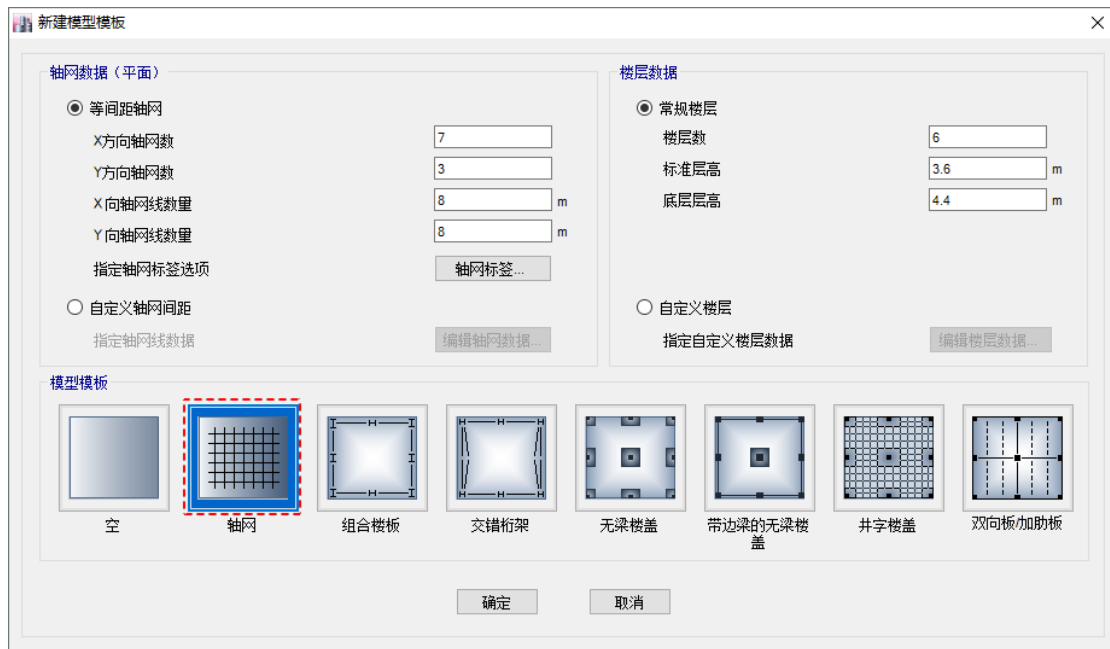 新建模型模板
轴网数据（平面）
等间距轴网
X方向轴网数 7
Y方向轴网数 3
X向轴网线数量 8 m
Y向轴网线数量 8 m
指定轴网标签选项 轴网标签...
自定义轴网间距
指定轴网线数据 编辑轴网数据...
楼层数据
常规楼层
楼层数 6
标准层高 3.6 m
底层层高 4.4 m
自定义楼层
指定自定义楼层数据 编辑楼层数据...
模型模板
空
轴网
组合楼板
交错桁架
无梁楼盖
带边梁的无梁楼
盖
井字楼盖
双向板/加肋板
确定
取消